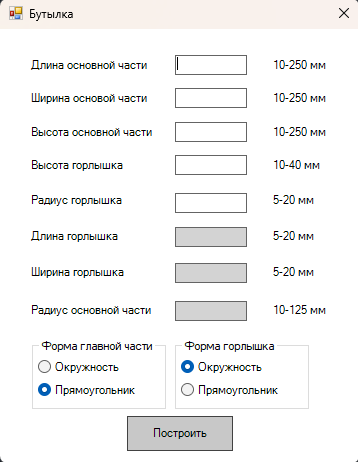 Бутылка
Длина основной части 10-250 мм
Ширина основой части 10-250 мм
Высота основной части 10-250 мм
Высота горлышка 10-40 мм
Радиус горлышка 5-20 мм
Длина горлышка 5-20 мм
Ширина горлышка 5-20 мм
Радиус основной части 10-125 мм
Форма главной части Форма горлышка
Окружность Окружность
Прямоугольник Прямоугольник
Построить